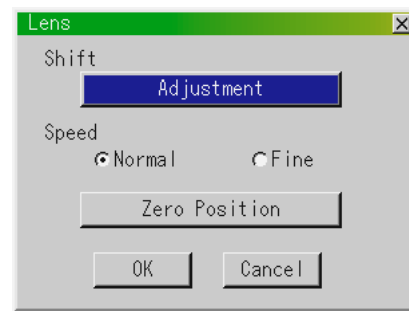 Lens
Shift
Adjustment
Speed
Normal Fine
Zero Position
OK Cancel